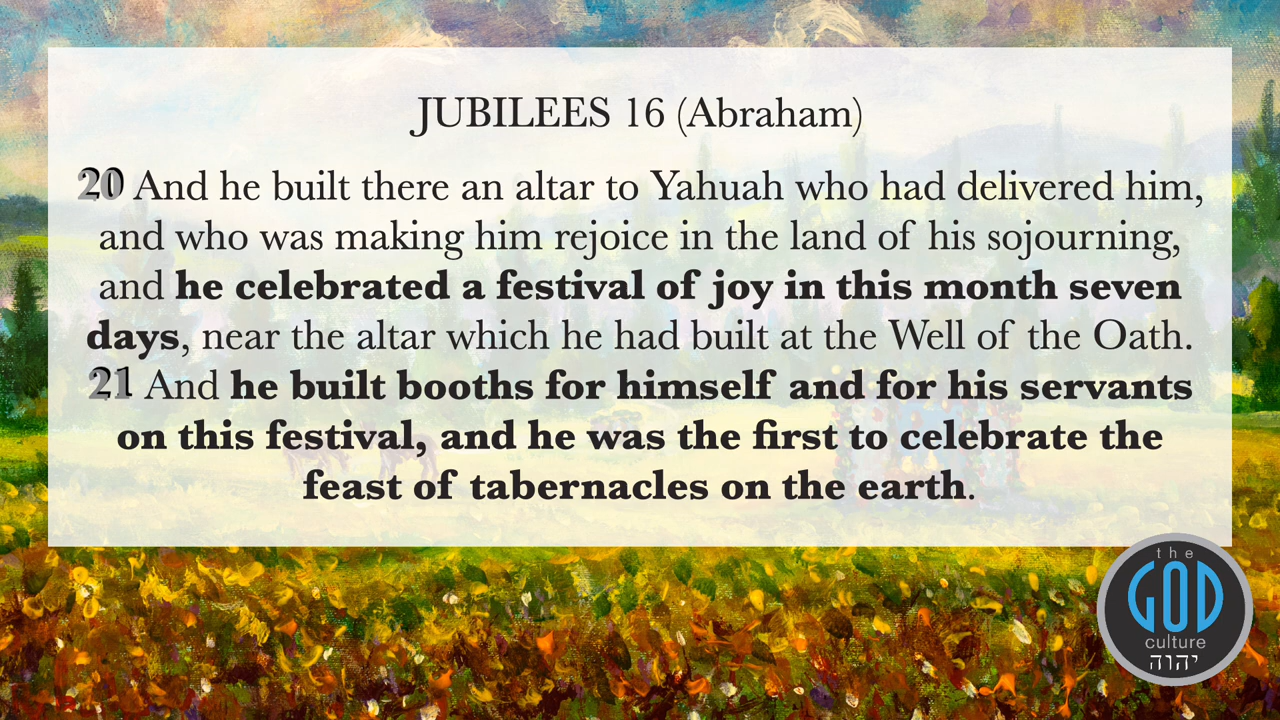 JUBILEES 16 (Abraham)
20 And he built there an altar to Yahuah who had delivered him,
and who was making him rejoice in the land of his sojourning,
and he celebrated a festival of joy in this month seven
days, near the altar which he had built at the Well of the Oath.
21 And he built booths for himself and for his servants
on this festival, and he was the first to celebrate the
feast of tabernacles on the earth.
the
GOD
culture
יהוה